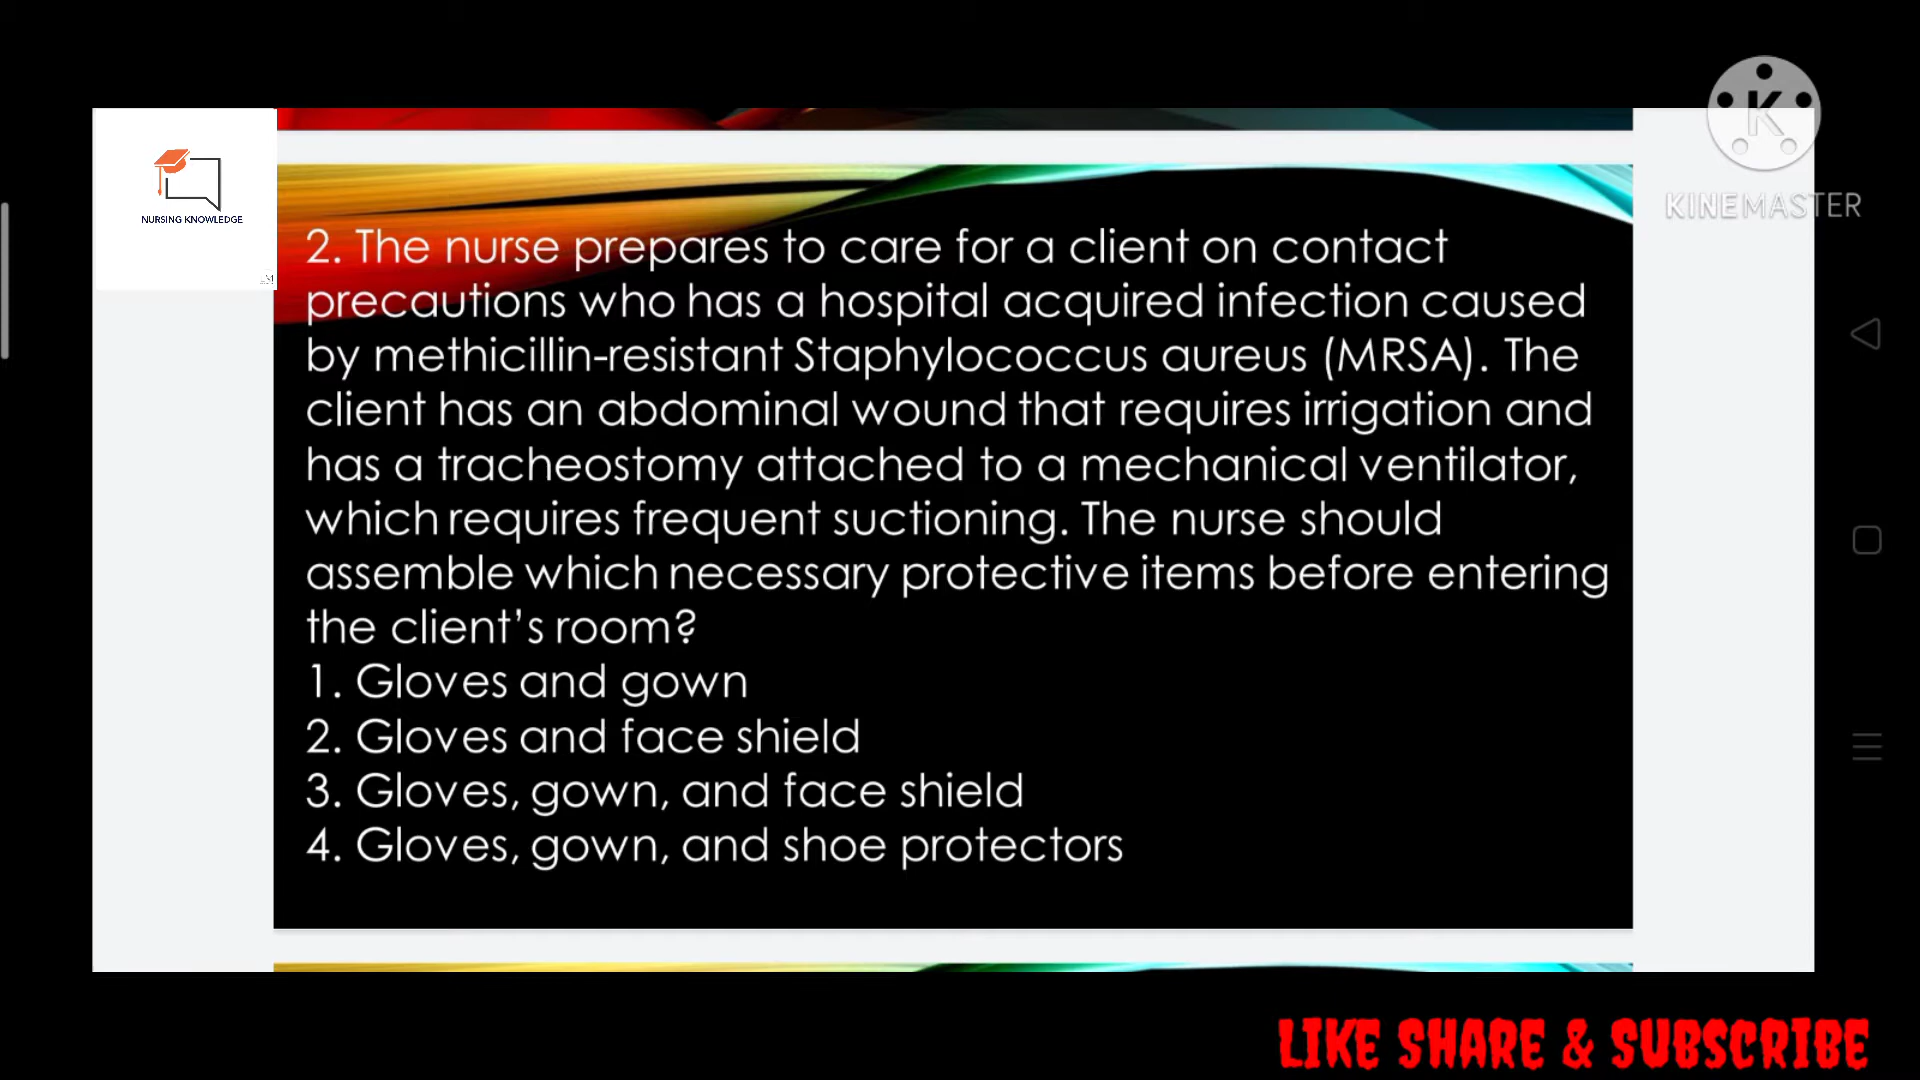 NURSING KNOWLEDGE
K
KINEMASTER
2. The nurse prepares to care for a client on contact
precautions who has a hospital acquired infection caused
by methicillin-resistant Staphylococcus aureus (MRSA). The
client has an abdominal wound that requires irrigation and
has a tracheostomy attached to a mechanical ventilator,
which requires frequent suctioning. The nurse should
assemble which necessary protective items before entering
the client’s room?
1. Gloves and gown
2. Gloves and face shield
3. Gloves, gown, and face shield
4. Gloves, gown, and shoe protectors
LIKE SHARE & SUBSCRIBE